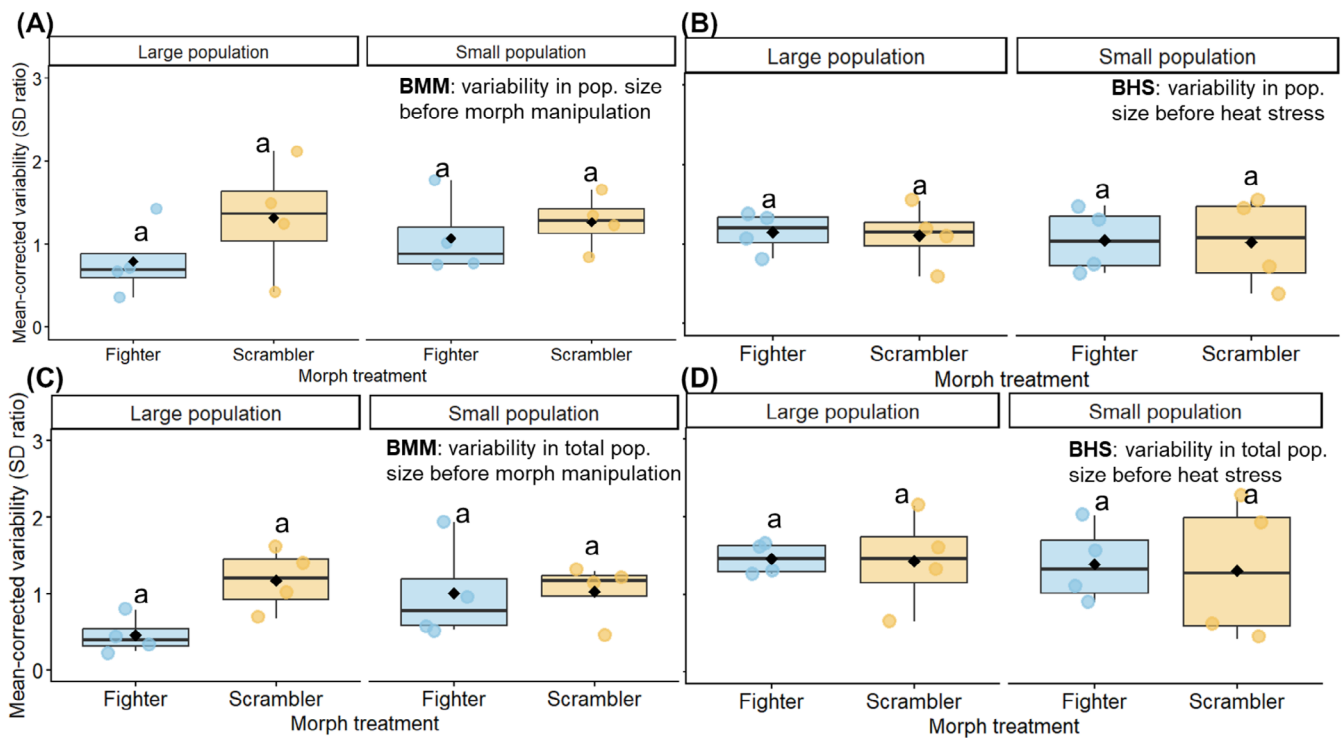 (A)
Large population
Small population
BMM: variability in pop. size
before morph manipulation
Mean-corrected variability (SD ratio)
3
2
1
0
a
a
a
a
Fighter
Scrambler
Fighter
Scrambler
Morph treatment
(B)
Large population
Small population
BHS: variability in pop.
size before heat stress
a
a
a
a
Fighter
Scrambler
Fighter
Scrambler
Morph treatment
(C)
Large population
Small population
BMM: variability in total pop.
size before morph manipulation
Mean-corrected variability (SD ratio)
3
2
1
0
a
a
a
a
Fighter
Scrambler
Fighter
Scrambler
Morph treatment
(D)
Large population
Small population
BHS: variability in total pop.
size before heat stress
a
a
a
a
Fighter
Scrambler
Fighter
Scrambler
Morph treatment